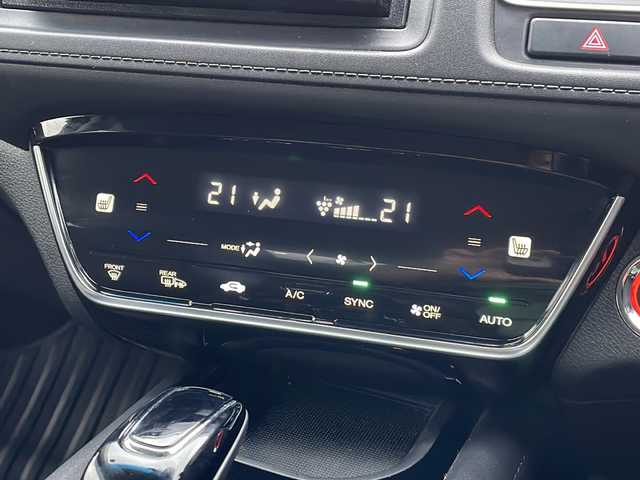 21 21
MODE
FRONT REAR A/C SYNC ON/OFF AUTO